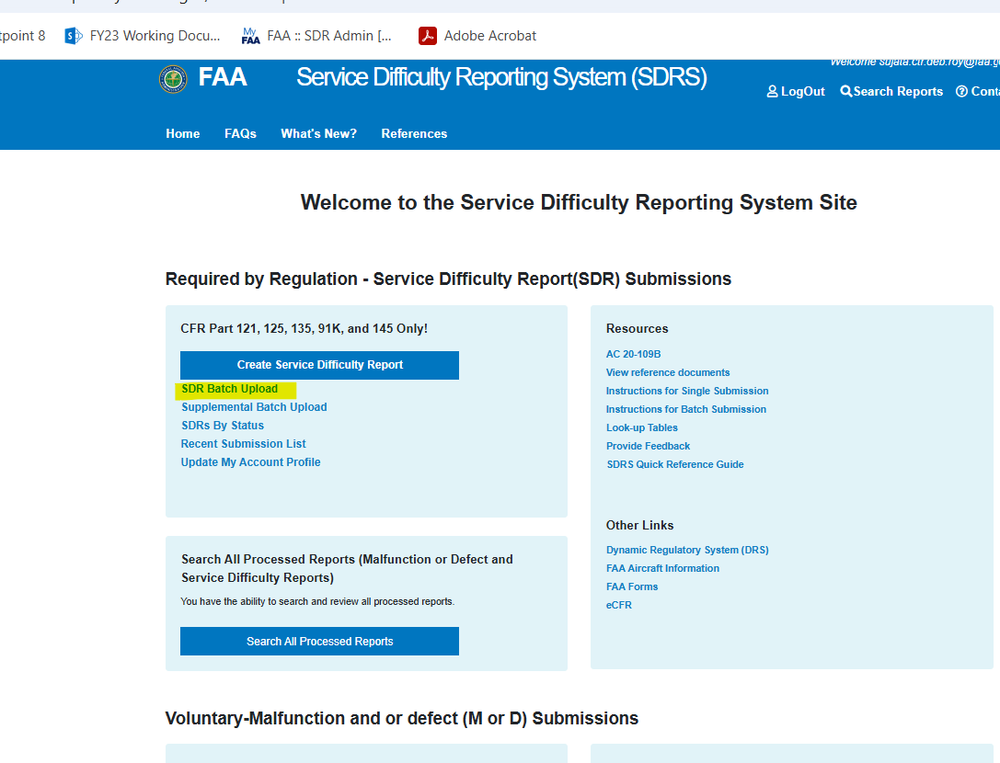 tpoint 8
FY23 Working Docu...
My FAA
FAA :: SDR Admin [...
Adobe Acrobat
FAA
Service Difficulty Reporting System (SDRS)
Welcome sojata.ctr.deb.roy@faa.g
LogOut
Search Reports
Conta
Home
FAQs
What's New?
References
Welcome to the Service Difficulty Reporting System Site
Required by Regulation - Service Difficulty Report(SDR) Submissions
CFR Part 121, 125, 135, 91K, and 145 Only!
Create Service Difficulty Report
SDR Batch Upload
Supplemental Batch Upload
SDRs By Status
Recent Submission List
Update My Account Profile
Search All Processed Reports (Malfunction or Defect and
Service Difficulty Reports)
You have the ability to search and review all processed reports.
Search All Processed Reports
Resources
AC 20-109B
View reference documents
Instructions for Single Submission
Instructions for Batch Submission
Look-up Tables
Provide Feedback
SDRS Quick Reference Guide
Other Links
Dynamic Regulatory System (DRS)
FAA Aircraft Information
FAA Forms
eCFR
Voluntary-Malfunction and or defect (M or D) Submissions